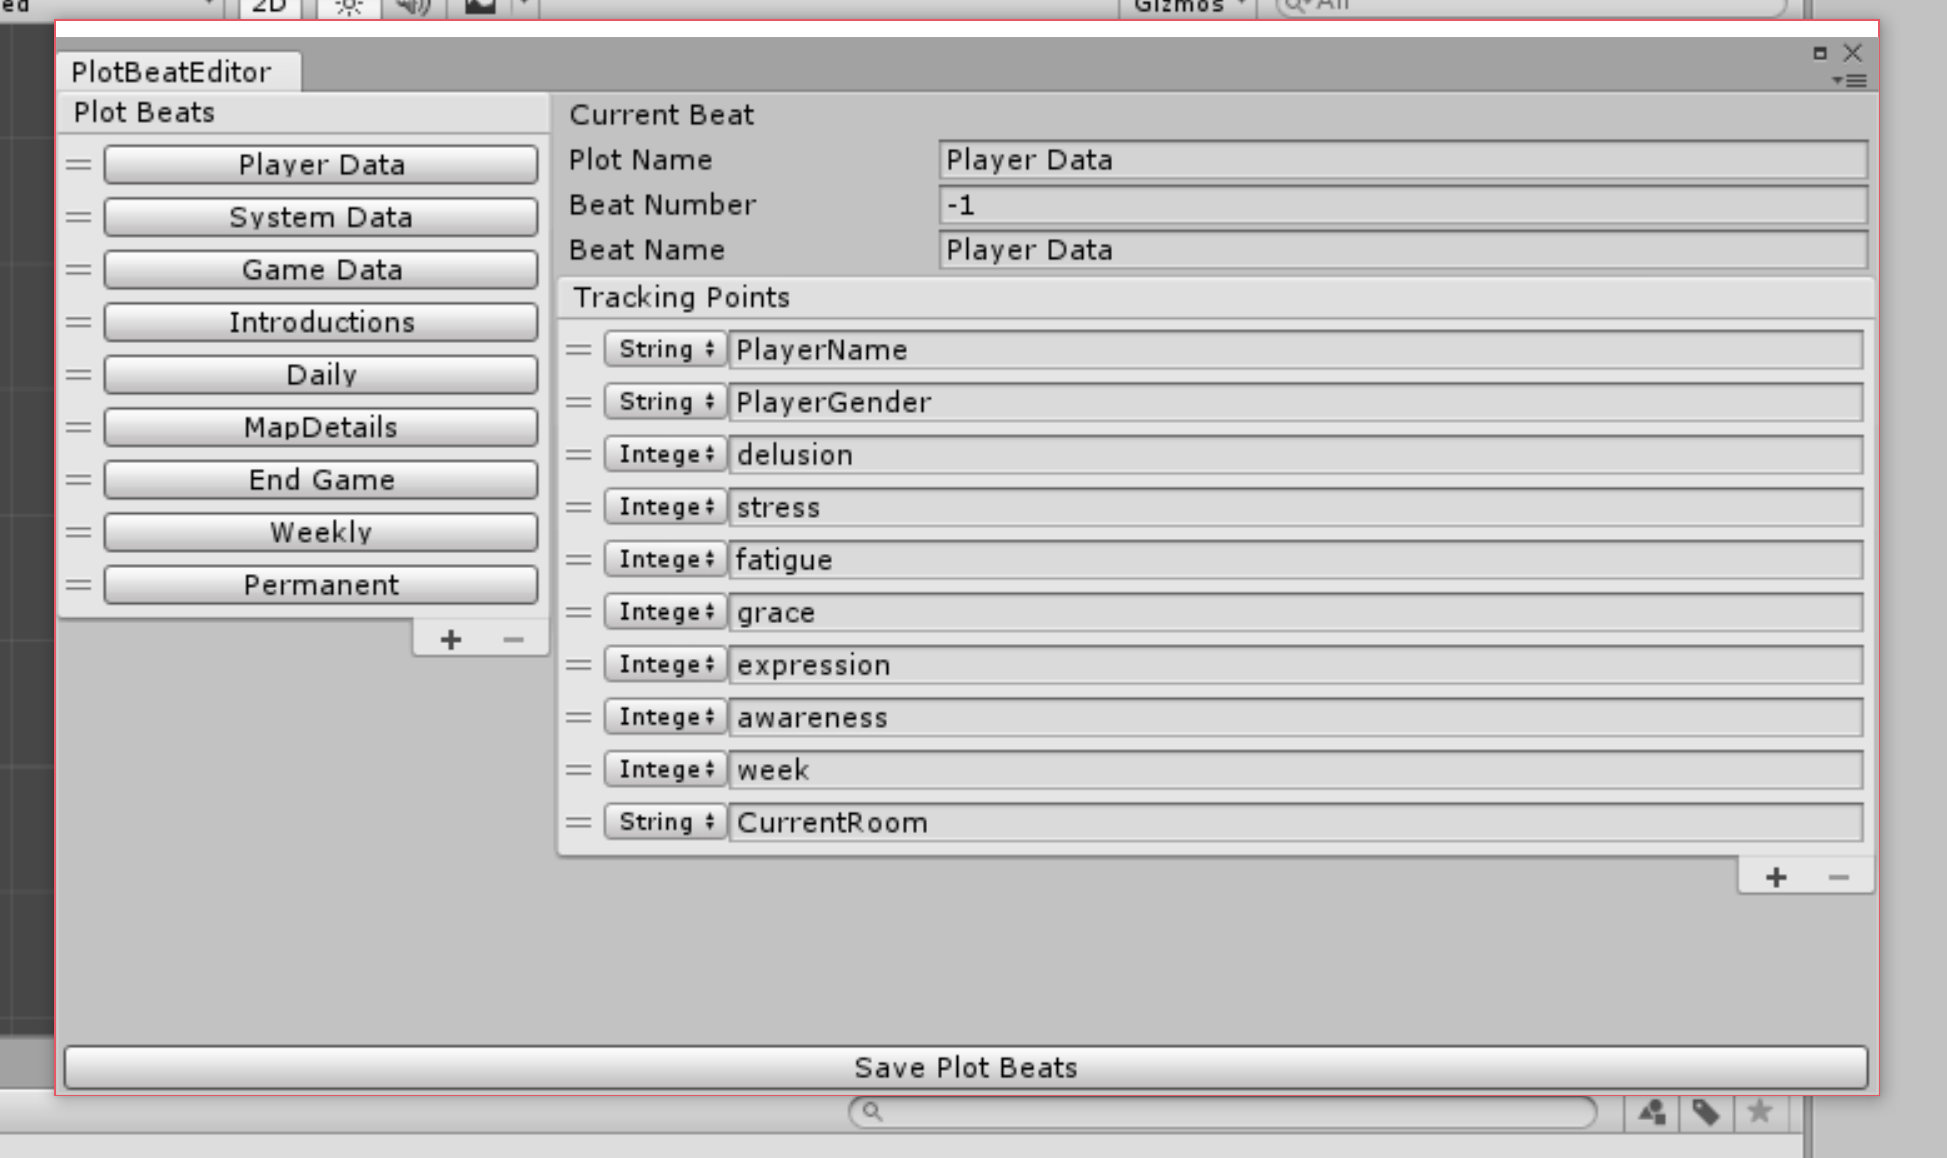 ed
2D
Gizmos
All
PlotBeatEditor
Plot Beats
Player Data
System Data
Game Data
Introductions
Daily
MapDetails
End Game
Weekly
Permanent
Current Beat
Plot Name Player Data
Beat Number -1
Beat Name Player Data
Tracking Points
String PlayerName
String PlayerGender
Intege delusion
Intege stress
Intege fatigue
Intege grace
Intege expression
Intege awareness
Intege week
String CurrentRoom
Save Plot Beats